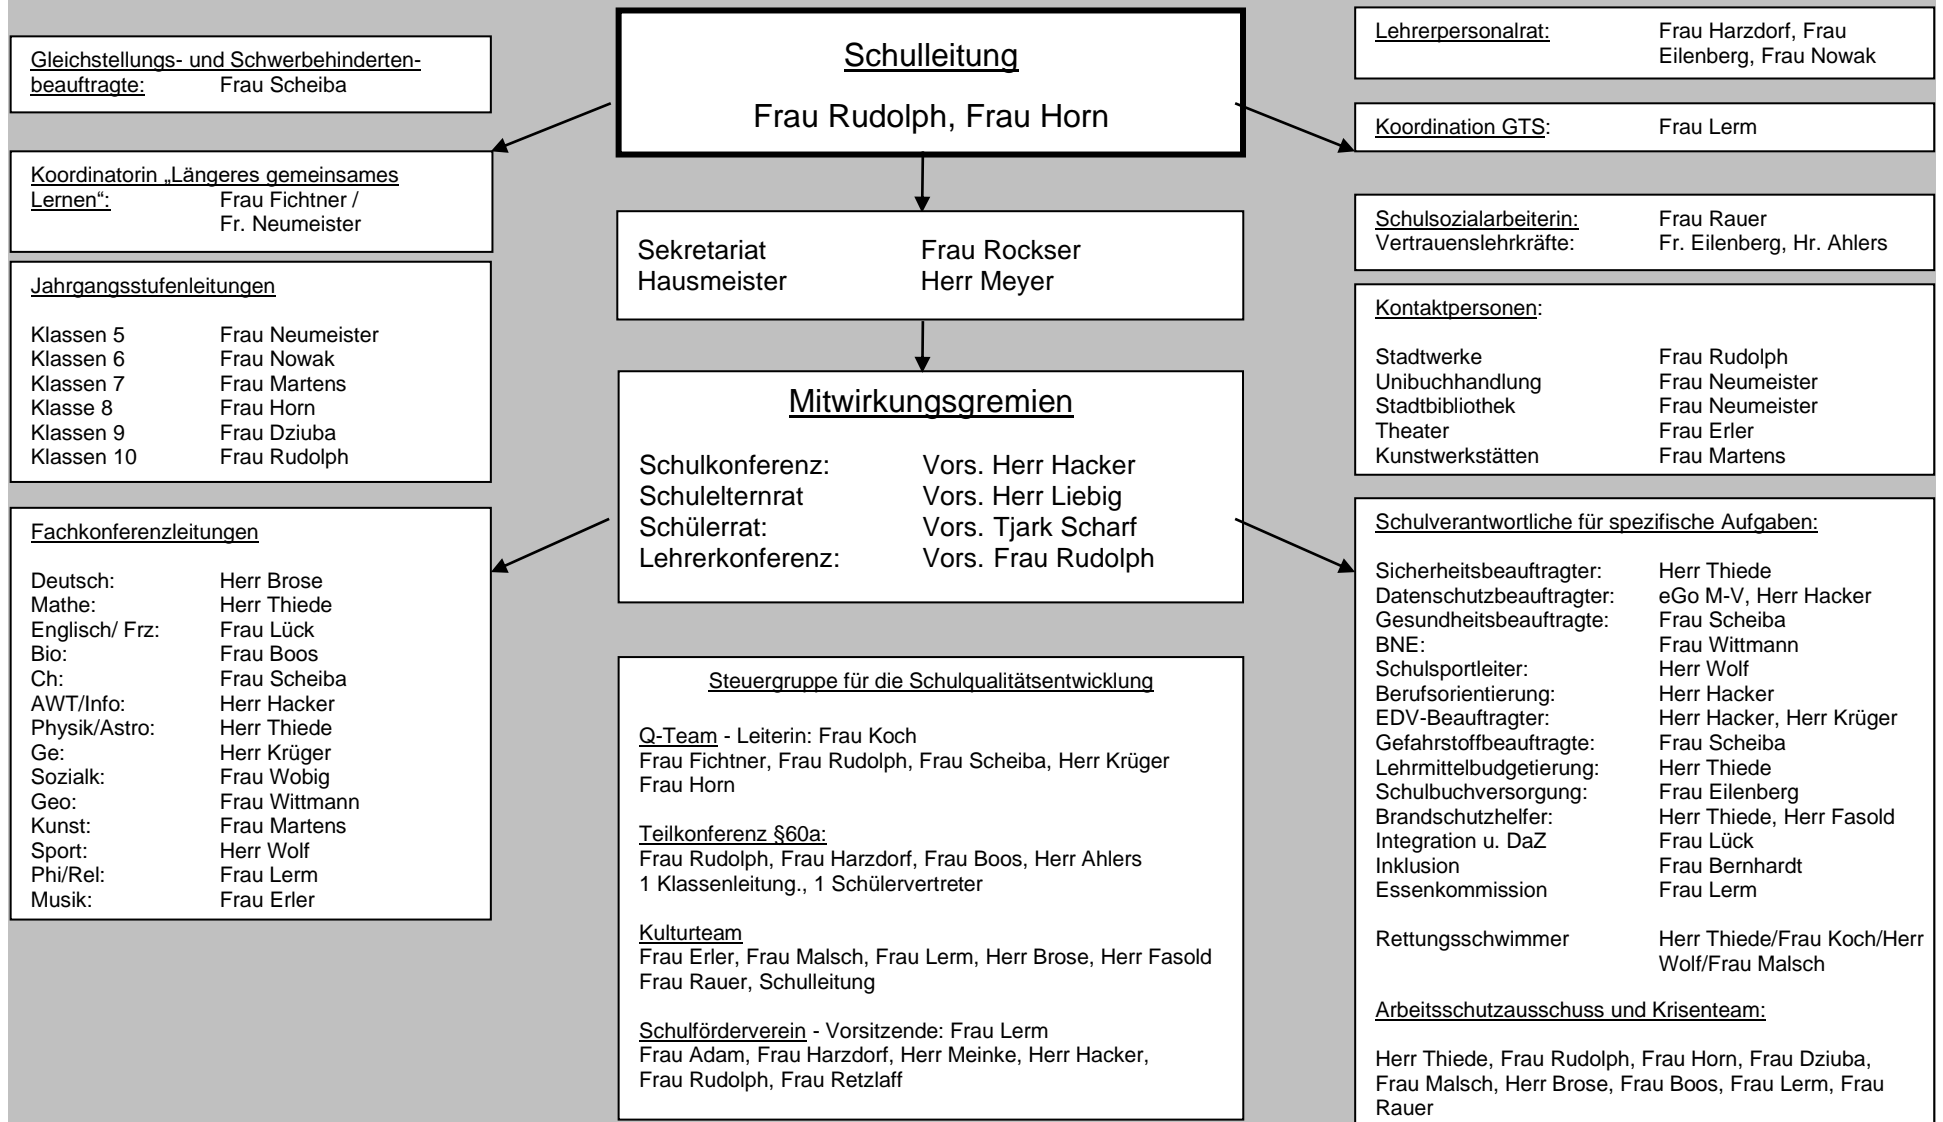 Gleichstellungs- und Schwerbehinderten-
beauftragte: Frau Scheiba
Koordinatorin „Längeres gemeinsames
Lernen“: Frau Fichtner /
Fr. Neumeister
Jahrgangsstufenleitungen
Klassen 5 Frau Neumeister
Klassen 6 Frau Nowak
Klassen 7 Frau Martens
Klasse 8 Frau Horn
Klassen 9 Frau Dziuba
Klassen 10 Frau Rudolph
Fachkonferenzleitungen
Deutsch: Herr Brose
Mathe: Herr Thiede
Englisch/ Frz: Frau Lück
Bio: Frau Boos
Ch: Frau Scheiba
AWT/Info: Herr Hacker
Physik/Astro: Herr Thiede
Ge: Herr Krüger
Sozialk: Frau Wobig
Geo: Frau Wittmann
Kunst: Frau Martens
Sport: Herr Wolf
Phi/Rel: Frau Lerm
Musik: Frau Erler
Schulleitung
Frau Rudolph, Frau Horn
Sekretariat Frau Rockser
Hausmeister Herr Meyer
Mitwirkungsgremien
Schulkonferenz: Vors. Herr Hacker
Schulelternrat Vors. Herr Liebig
Schülerrat: Vors. Tjark Scharf
Lehrerkonferenz: Vors. Frau Rudolph
Steuergruppe für die Schulqualitätsentwicklung
Q-Team - Leiterin: Frau Koch
Frau Fichtner, Frau Rudolph, Frau Scheiba, Herr Krüger
Frau Horn
Teilkonferenz §60a:
Frau Rudolph, Frau Harzdorf, Frau Boos, Herr Ahlers
1 Klassenleitung., 1 Schülervertreter
Kulturteam
Frau Erler, Frau Malsch, Frau Lerm, Herr Brose, Herr Fasold
Frau Rauer, Schulleitung
Schulförderverein - Vorsitzende: Frau Lerm
Frau Adam, Frau Harzdorf, Herr Meinke, Herr Hacker,
Frau Rudolph, Frau Retzlaff
Lehrerpersonalrat: Frau Harzdorf, Frau
Eilenberg, Frau Nowak
Koordination GTS: Frau Lerm
Schulsozialarbeiterin: Frau Rauer
Vertrauenslehrkräfte: Fr. Eilenberg, Hr. Ahlers
Kontaktpersonen:
Stadtwerke Frau Rudolph
Unibuchhandlung Frau Neumeister
Stadtbibliothek Frau Neumeister
Theater Frau Erler
Kunstwerkstätten Frau Martens
Schulverantwortliche für spezifische Aufgaben:
Sicherheitsbeauftragter: Herr Thiede
Datenschutzbeauftragter: eGo M-V, Herr Hacker
Gesundheitsbeauftragte: Frau Scheiba
BNE: Frau Wittmann
Schulsportleiter: Herr Wolf
Berufsorientierung: Herr Hacker
EDV-Beauftragter: Herr Hacker, Herr Krüger
Gefahrstoffbeauftragte: Frau Scheiba
Lehrmittelbudgetierung: Herr Thiede
Schulbuchversorgung: Frau Eilenberg
Brandschutzhelfer: Herr Thiede, Herr Fasold
Integration u. DaZ Frau Lück
Inklusion Frau Bernhardt
Essenkommission Frau Lerm
Rettungsschwimmer Herr Thiede/Frau Koch/Herr
Wolf/Frau Malsch
Arbeitsschutzausschuss und Krisenteam:
Herr Thiede, Frau Rudolph, Frau Horn, Frau Dziuba,
Frau Malsch, Herr Brose, Frau Boos, Frau Lerm, Frau
Rauer